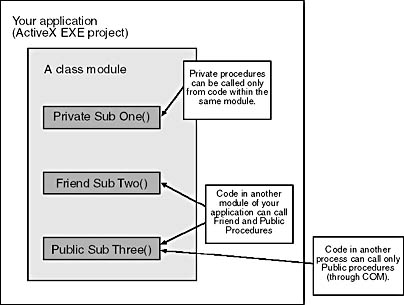 Your application
(ActiveX EXE project)
A class module
Private procedures
can be called only
from code within the
same module.
Private Sub One()
Friend Sub Two()
Code in another
module of your
application can call
Friend and Public
Procedures
Public Sub Three()
Code in another
process can call only
Public procedures
(through COM).